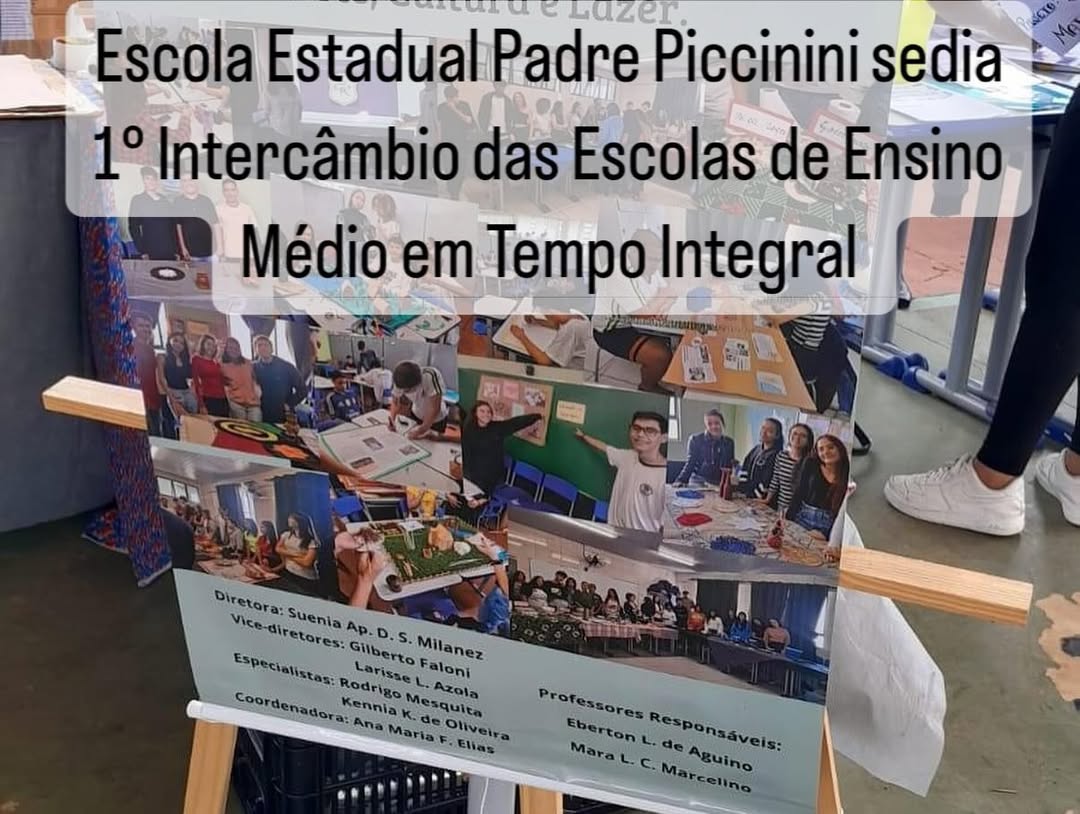 Cultura e Lazer.
Escola Estadual Padre Piccinini sedia
1º Intercâmbio das Escolas de Ensino
Médio em Tempo Integral
Diretora: Suenia Ap. D. S. Milanez
Vice-diretores: Gilberto Faloni
Larisse L. Azola
Especialistas: Rodrigo Mesquita
Kennia K. de Oliveira
Coordenadora: Ana Maria F. Elias
Professores Responsáveis:
Eberton L. de Aguino
Mara L. C. Marcelino